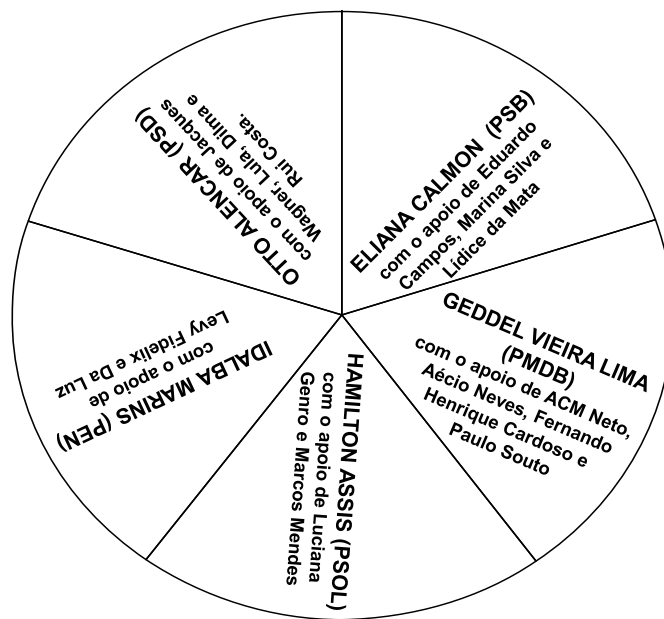 ELIANA CALMON (PSB)
com o apoio de Eduardo
Campos, Marina Silva e
Lídice da Mata
GEDDEL VIEIRA LIMA
(PMDB)
com o apoio de ACM Neto,
Aécio Neves, Fernando
Henrique Cardoso e
Paulo Souto
HAMILTON ASSIS (PSOL)
com o apoio de Luciana
Genro e Marcos Mendes
IDALBA MARINS (PEN)
com o apoio de
Levy Fidelix e Da Luz
OTTO ALENCAR (PSD)
com o apoio de Jacques
Wagner, Lula, Dilma e
Rui Costa.